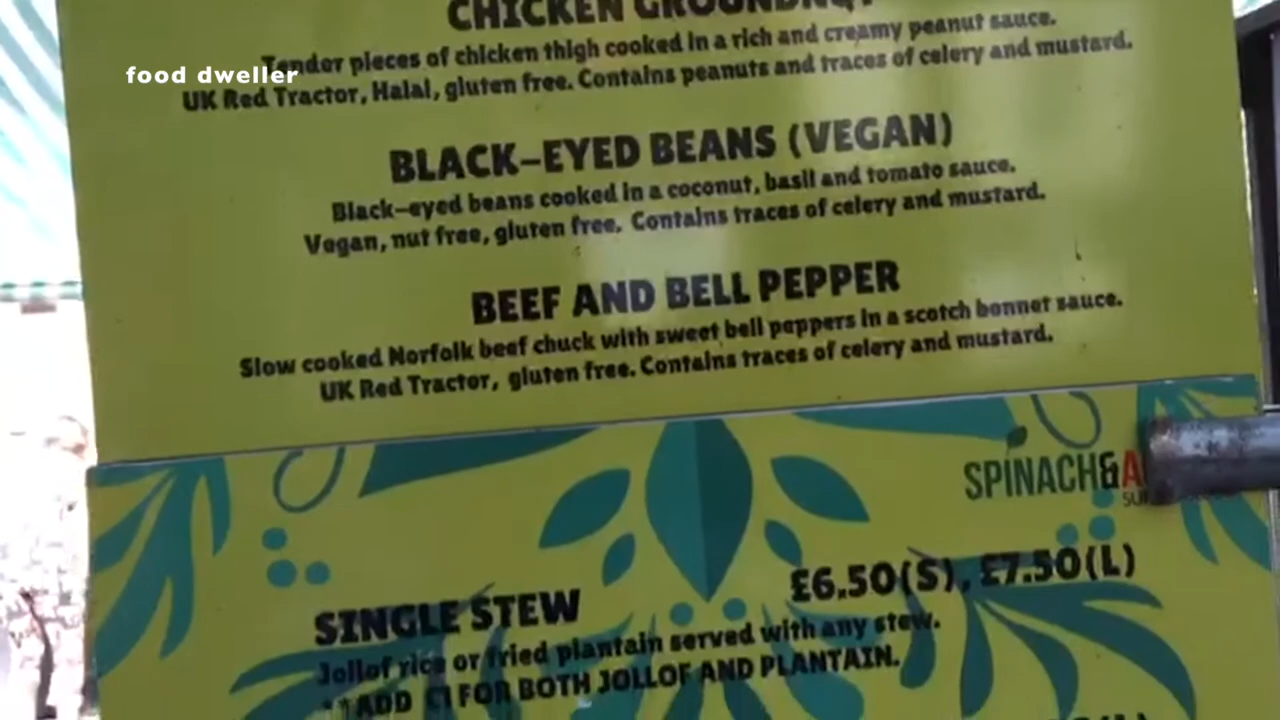 CHICKEN GROUNDNUT
Tender pieces of chicken thigh cooked in a rich and creamy peanut sauce.
food dweller
UK Red Tractor, Halal, gluten free. Contains peanuts and traces of celery and mustard.
BLACK-EYED BEANS (VEGAN)
Black-eyed beans cooked in a coconut, basil and tomato sauce.
Vegan, nut free, gluten free. Contains traces of celery and mustard.
BEEF AND BELL PEPPER
Slow cooked Norfolk beef chuck with sweet bell peppers in a scotch bonnet sauce.
UK Red Tractor, gluten free. Contains traces of celery and mustard.
SPINACH&A
SINGLE STEW £6.50(S), £7.50(L)
Jollof rice or fried plantain served with any stew.
**ADD £1 FOR BOTH JOLLOF AND PLANTAIN.